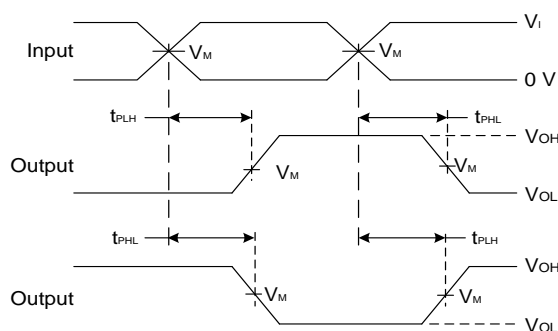 Input
VM
VM
VI
0 V
tPLH
tPHL
Output
VM
VM
VOH
VOL
tPHL
tPLH
Output
VM
VM
VOH
VOL